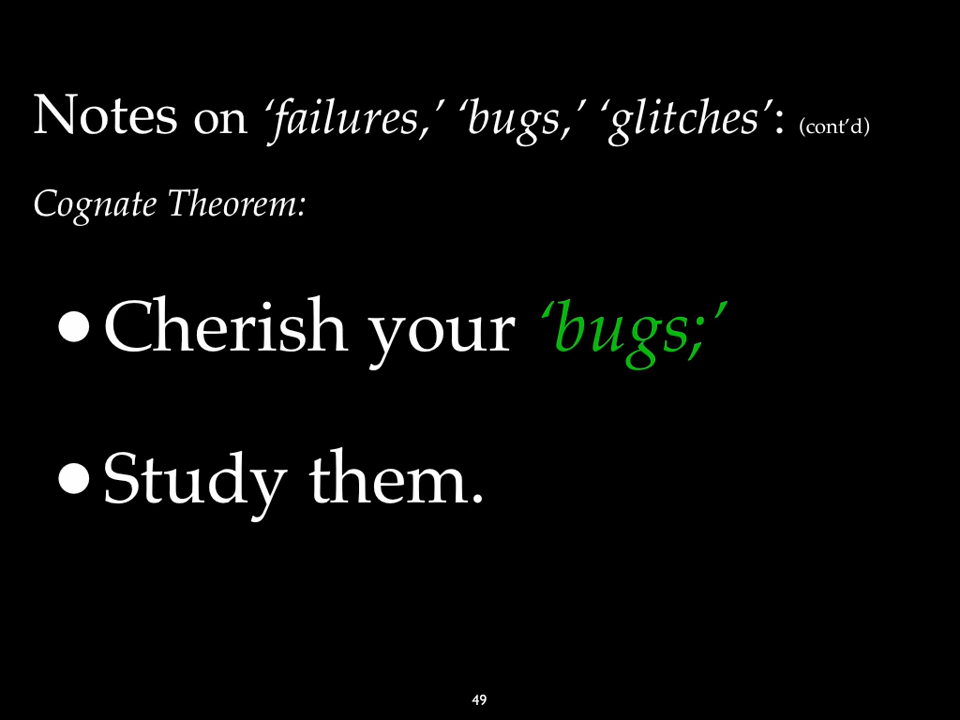 Notes on ‘failures,’ ‘bugs,’ ‘glitches’: (cont’d)
Cognate Theorem:
•Cherish your ‘bugs;’
•Study them.
49